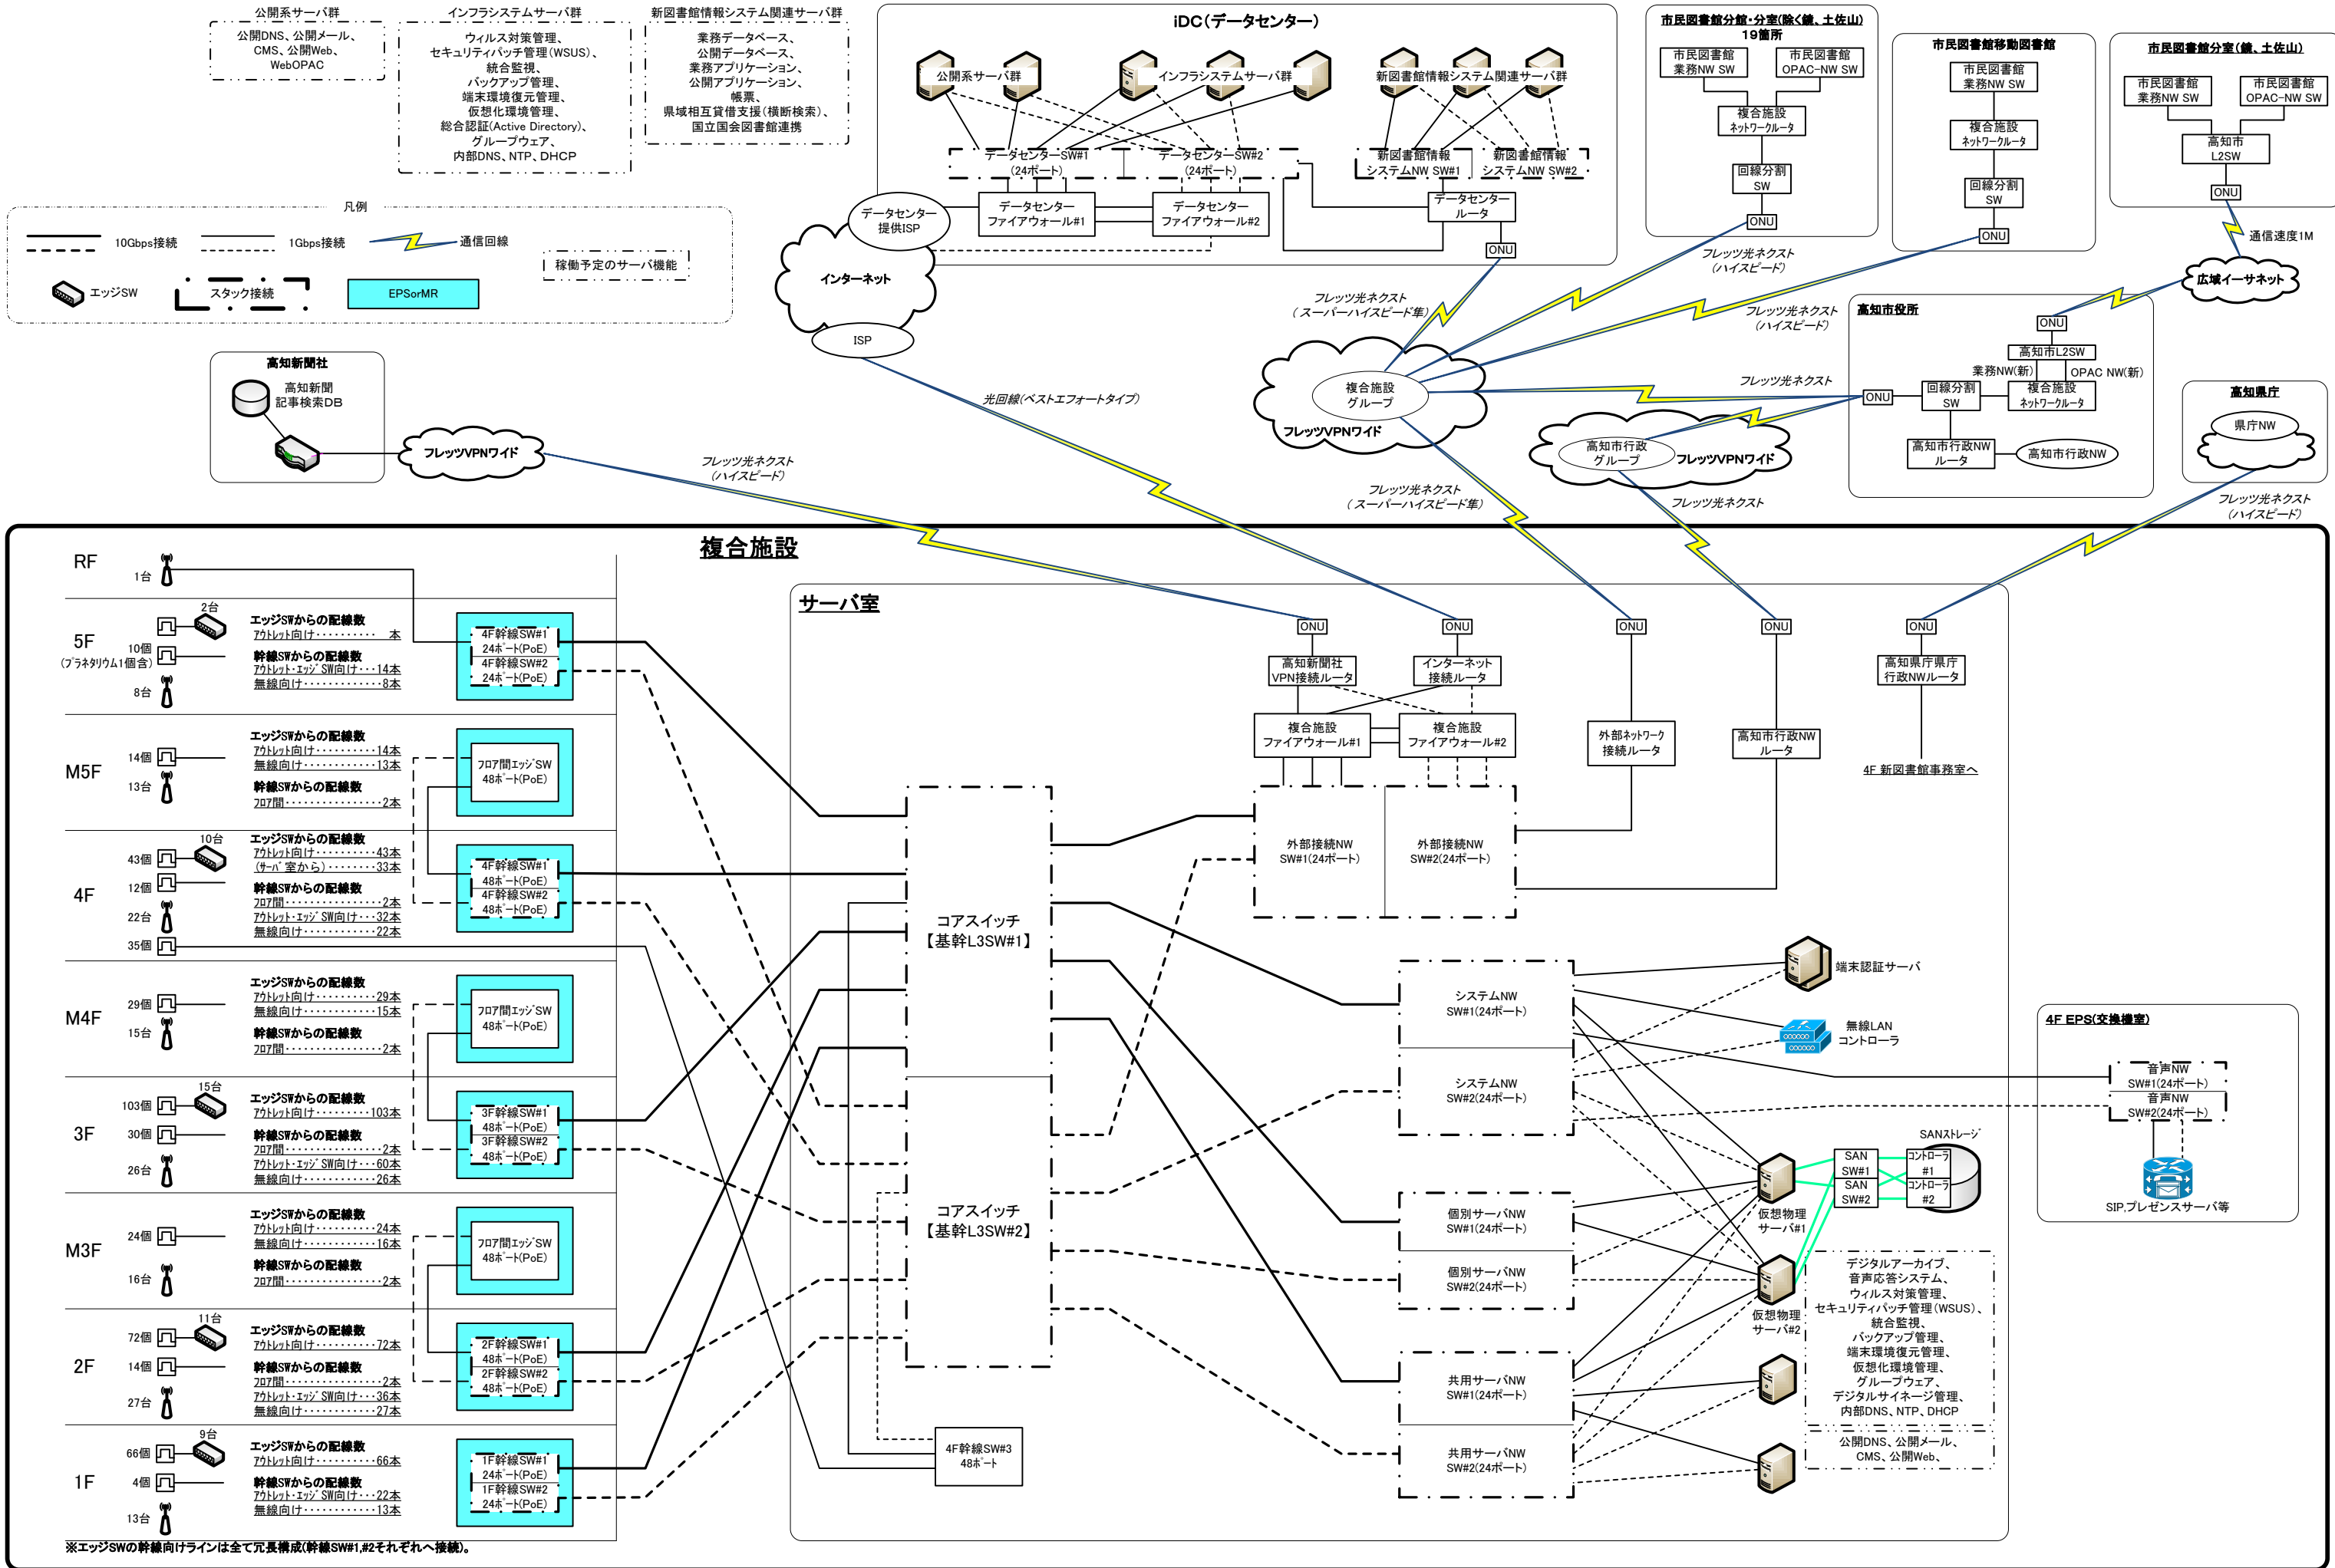 公開系サーバ群
公開DNS、公開メール、
CMS、公開Web、
WebOPAC
インフラシステムサーバ群
ウィルス対策管理、
セキュリティパッチ管理(WSUS)、
統合監視、
バックアップ管理、
端末環境復元管理、
仮想化環境管理、
総合認証(Active Directory)、
グループウェア、
内部DNS、NTP、DHCP
新図書館情報システム関連サーバ群
業務データベース、
公開データベース、
業務アプリケーション、
公開アプリケーション、
帳票、
県域相互貸借支援(横断検索)、
国立国会図書館連携
凡例
10Gbps接続
1Gbps接続
通信回線
稼働予定のサーバ機能
エッジSW
スタック接続
EPSorMR
iDC(データセンター)
公開系サーバ群
インフラシステムサーバ群
新図書館情報システム関連サーバ群
データセンターSW#1
(24ポート)
データセンターSW#2
(24ポート)
新図書館情報
システムNW SW#1
新図書館情報
システムNW SW#2
データセンター
ファイアウォール#1
データセンター
ファイアウォール#2
データセンター
ルータ
ONU
データセンター
提供ISP
インターネット
ISP
市民図書館分館・分室(除く鏡、土佐山)
19箇所
市民図書館
業務NW SW
市民図書館
OPAC-NW SW
複合施設
ネットワークルータ
回線分割
SW
ONU
市民図書館移動図書館
市民図書館
業務NW SW
複合施設
ネットワークルータ
回線分割
SW
ONU
市民図書館分室(鏡、土佐山)
市民図書館
業務NW SW
市民図書館
OPAC-NW SW
高知市
L2SW
ONU
通信速度1M
広域イーサネット
高知市役所
ONU
高知市L2SW
業務NW(新)
OPAC NW(新)
ONU
回線分割
SW
複合施設
ネットワークルータ
高知市行政NW
ルータ
高知市行政NW
高知県庁
県庁NW
フレッツ光ネクスト
(ハイスピード)
フレッツ光ネクスト
(スーパーハイスピード隼)
フレッツ光ネクスト
(ハイスピード)
フレッツ光ネクスト
複合施設
グループ
フレッツVPNワイド
高知市行政
グループ
フレッツVPNワイド
フレッツ光ネクスト
(スーパーハイスピード隼)
フレッツ光ネクスト
フレッツ光ネクスト
(ハイスピード)
高知新聞社
高知新聞
記事検索DB
フレッツVPNワイド
フレッツ光ネクスト
(ハイスピード)
光回線(ベストエフォートタイプ)
複合施設
RF
1台
5F
(プラネタリウム1個含)
2台
10個
8台
エッジSWからの配線数
アウトレット向け・・・・・・・・・ 本
幹線SWからの配線数
アウトレット・エッジSW向け・・・14本
無線向け・・・・・・・・・・・・8本
4F幹線SW#1
24ポート(PoE)
4F幹線SW#2
24ポート(PoE)
M5F
14個
13台
エッジSWからの配線数
アウトレット向け・・・・・・・・・14本
無線向け・・・・・・・・・・・・13本
幹線SWからの配線数
フロア間・・・・・・・・・・・・・・2本
フロア間エッジSW
48ポート(PoE)
4F
10台
43個
12個
22台
35個
エッジSWからの配線数
アウトレット向け・・・・・・・・・43本
(サーバ室から)・・・・・・・33本
幹線SWからの配線数
フロア間・・・・・・・・・・・・・・2本
アウトレット・エッジSW向け・・・32本
無線向け・・・・・・・・・・・・22本
4F幹線SW#1
48ポート(PoE)
4F幹線SW#2
48ポート(PoE)
M4F
29個
15台
エッジSWからの配線数
アウトレット向け・・・・・・・・・29本
無線向け・・・・・・・・・・・・15本
幹線SWからの配線数
フロア間・・・・・・・・・・・・・・2本
フロア間エッジSW
48ポート(PoE)
3F
15台
103個
30個
26台
エッジSWからの配線数
アウトレット向け・・・・・・・・・103本
幹線SWからの配線数
フロア間・・・・・・・・・・・・・・2本
アウトレット・エッジSW向け・・・60本
無線向け・・・・・・・・・・・・26本
3F幹線SW#1
48ポート(PoE)
3F幹線SW#2
48ポート(PoE)
M3F
24個
16台
エッジSWからの配線数
アウトレット向け・・・・・・・・・24本
無線向け・・・・・・・・・・・・16本
幹線SWからの配線数
フロア間・・・・・・・・・・・・・・2本
フロア間エッジSW
48ポート(PoE)
2F
11台
72個
14個
27台
エッジSWからの配線数
アウトレット向け・・・・・・・・・72本
幹線SWからの配線数
フロア間・・・・・・・・・・・・・・2本
アウトレット・エッジSW向け・・・36本
無線向け・・・・・・・・・・・・27本
2F幹線SW#1
48ポート(PoE)
2F幹線SW#2
48ポート(PoE)
1F
9台
66個
4個
13台
エッジSWからの配線数
アウトレット向け・・・・・・・・・66本
幹線SWからの配線数
アウトレット・エッジSW向け・・・22本
無線向け・・・・・・・・・・・・13本
1F幹線SW#1
24ポート(PoE)
1F幹線SW#2
24ポート(PoE)
※エッジSWの幹線向けラインは全て冗長構成(幹線SW#1,#2それぞれへ接続)。
サーバ室
ONU
高知新聞社
VPN接続ルータ
ONU
インターネット
接続ルータ
複合施設
ファイアウォール#1
複合施設
ファイアウォール#2
ONU
外部ネットワーク
接続ルータ
ONU
高知市行政NW
ルータ
ONU
高知県庁県庁
行政NWルータ
4F 新図書館事務室へ
外部接続NW
SW#1(24ポート)
外部接続NW
SW#2(24ポート)
コアスイッチ
【基幹L3SW#1】
コアスイッチ
【基幹L3SW#2】
4F幹線SW#3
48ポート
システムNW
SW#1(24ポート)
システムNW
SW#2(24ポート)
個別サーバNW
SW#1(24ポート)
個別サーバNW
SW#2(24ポート)
共用サーバNW
SW#1(24ポート)
共用サーバNW
SW#2(24ポート)
端末認証サーバ
無線LAN
コントローラ
仮想物理
サーバ#1
仮想物理
サーバ#2
SAN
SW#1
SAN
SW#2
SANストレージ
コントローラ
#1
コントローラ
#2
デジタルアーカイブ、
音声応答システム、
ウィルス対策管理、
セキュリティパッチ管理(WSUS)、
統合監視、
バックアップ管理、
端末環境復元管理、
仮想化環境管理、
グループウェア、
デジタルサイネージ管理、
内部DNS、NTP、DHCP
公開DNS、公開メール、
CMS、公開Web、
4F EPS(交換機室)
音声NW
SW#1(24ポート)
音声NW
SW#2(24ポート)
SIP,プレゼンスサーバ等